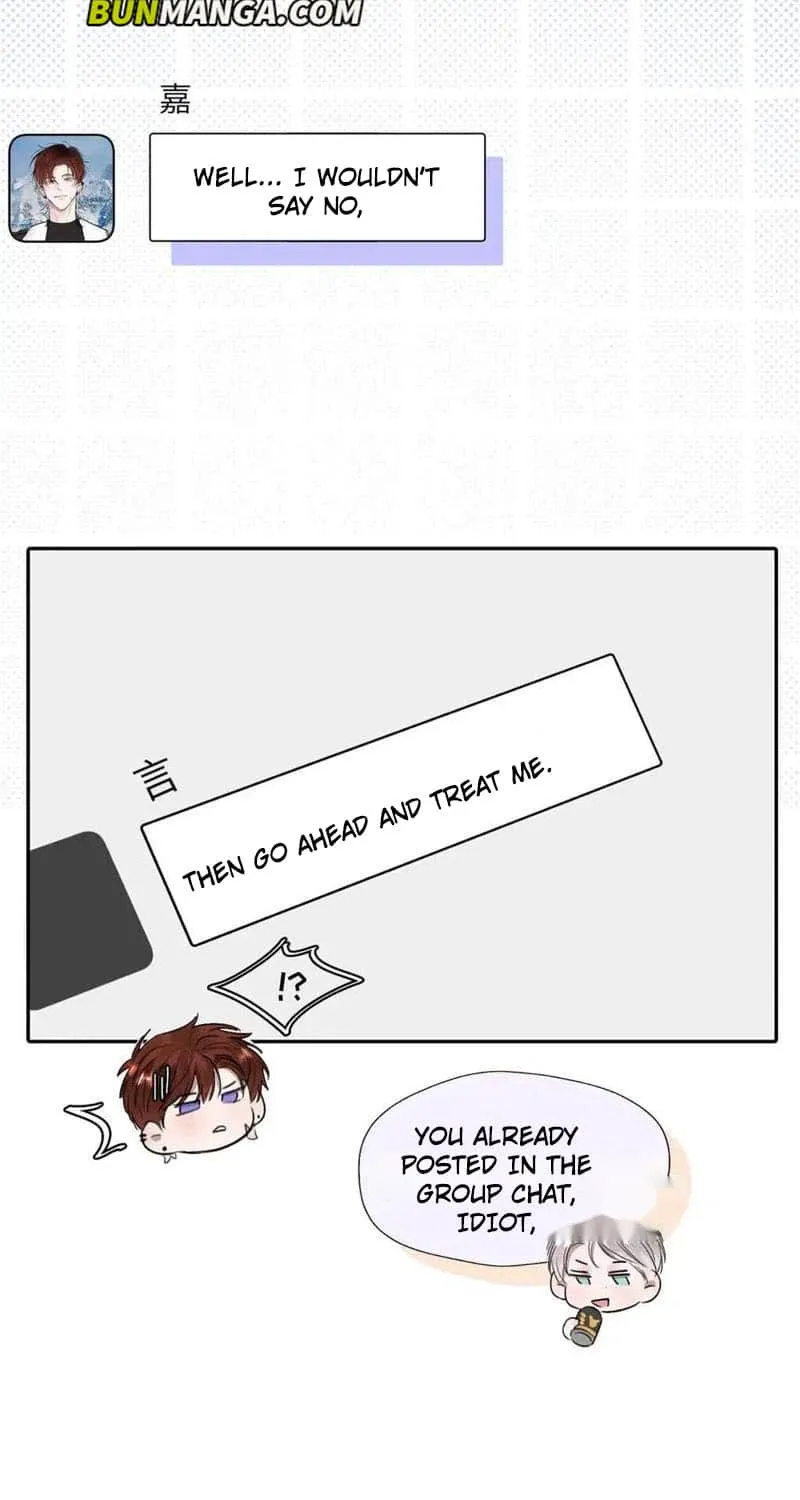 BUNMANGA.COM
嘉
WELL... I WOULDN'T
SAY NO,
言
THEN GO AHEAD AND TREAT ME.
!?
YOU ALREADY
POSTED IN THE
GROUP CHAT,
IDIOT,